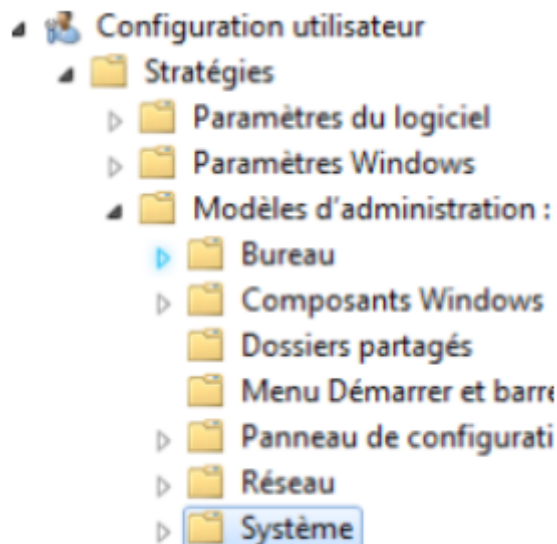 Configuration utilisateur
Stratégies
Paramètres du logiciel
Paramètres Windows
Modèles d'administration :
Bureau
Composants Windows
Dossiers partagés
Menu Démarrer et barre
Panneau de configurati
Réseau
Système